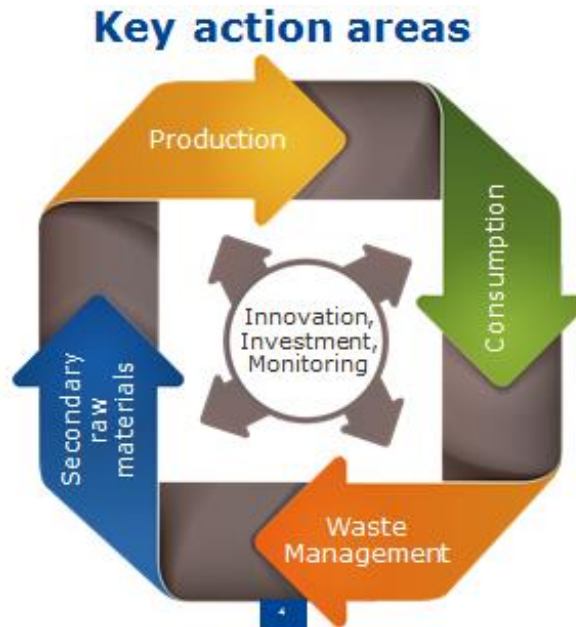 Key action areas
Production
Consumption
Innovation,
Investment,
Monitoring
Secondary
raw
materials
Waste
Management
4